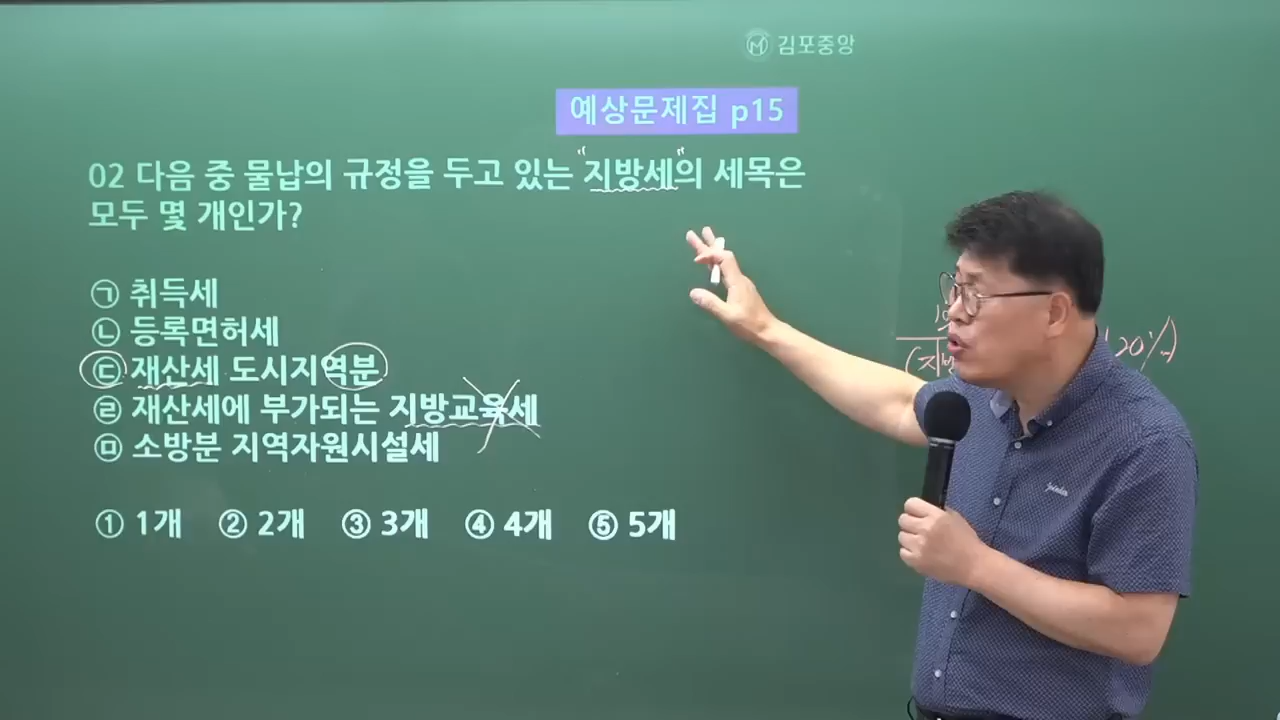 김포중앙
예상문제집 p15
02 다음 중 물납의 규정을 두고 있는 "지방세"의 세목은
모두 몇 개인가?
㉠ 취득세
㉡ 등록면허세
㉢ 재산세 도시지역분
㉣ 재산세에 부가되는 지방교육세
㉤ 소방분 지역자원시설세
① 1개 ② 2개 ③ 3개 ④ 4개 ⑤ 5개
20%)